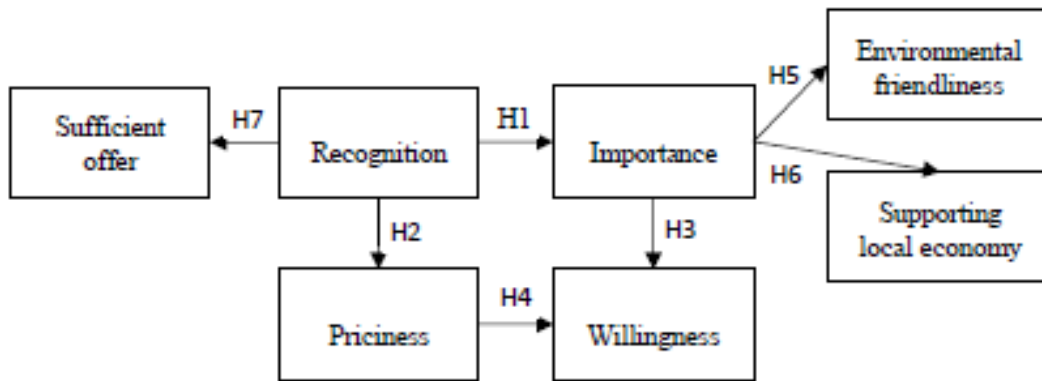 Environmental
friendliness
H5
Sufficient
offer
H7
Recognition
H1
Importance
H6
Supporting
local economy
H2
H3
Priciness
H4
Willingness